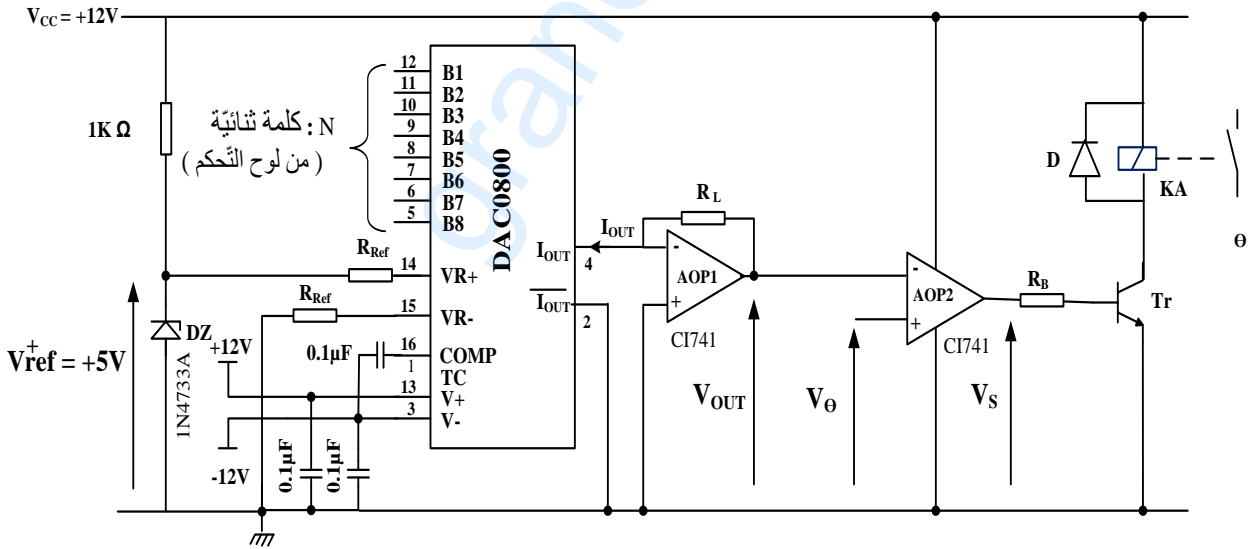 VCC = +12V
1K Ω
N : كلمة ثنائيّة
( من لوح التّحكم )
12
11
10
9
8
7
6
5
B1
B2
B3
B4
B5
B6
B7
B8
DAC0800
RRef
14
VR+
RRef
15
VR-
16
COMP
1
TC
13
V+
3
V-
0.1µF
0.1µF
0.1µF
+12V
-12V
DZ
1N4733A
V+ref = +5V
IOUT
4
IOUT
2
IOUT
RL
-
+
AOP1
CI741
VOUT
-
+
AOP2
CI741
VΘ
VS
RB
Tr
D
KA
Θ
gran